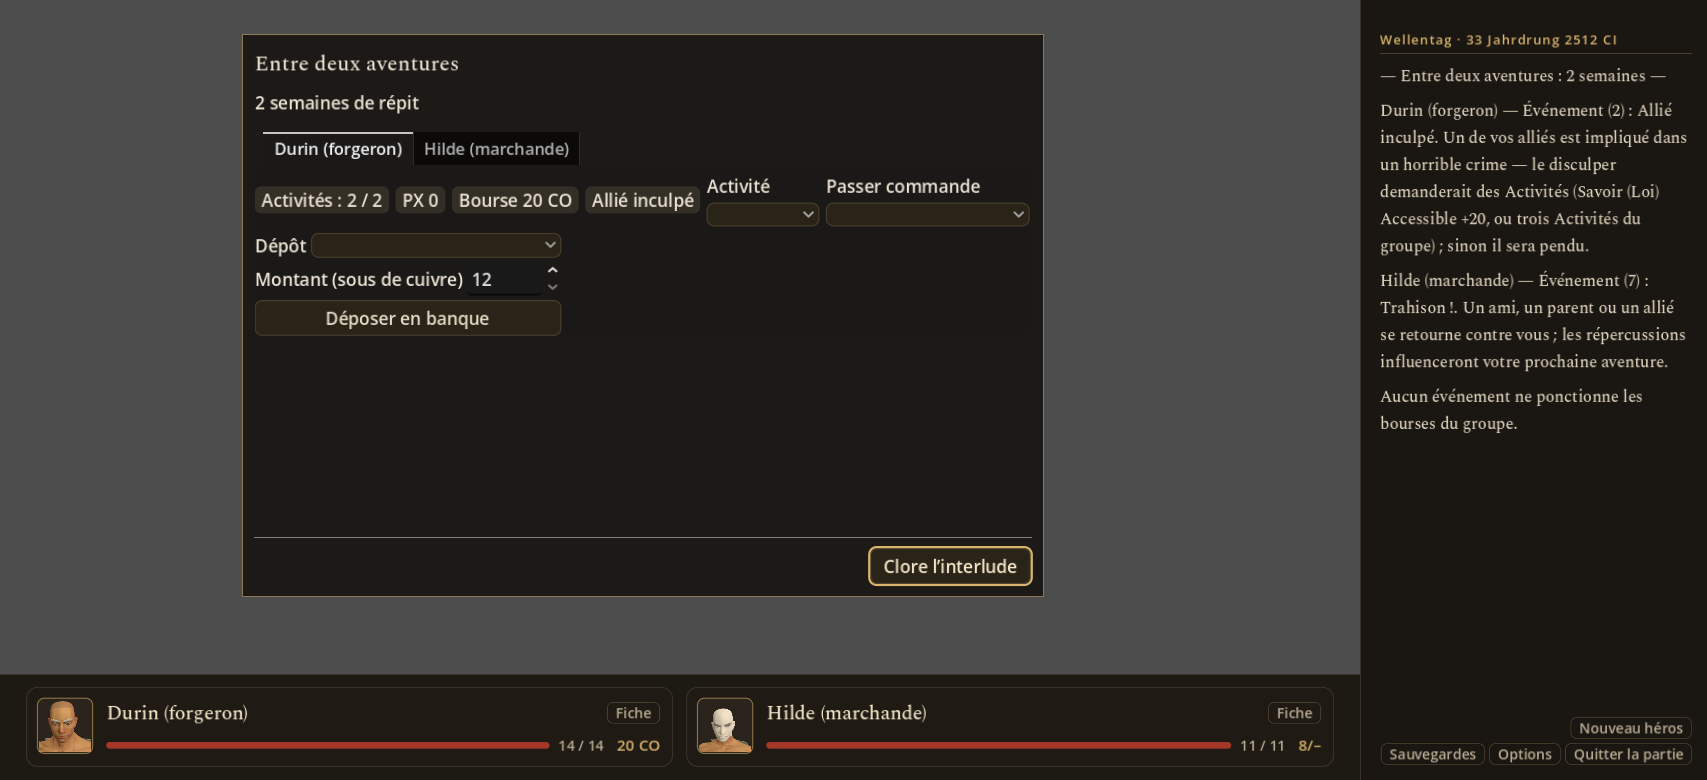 Entre deux aventures
2 semaines de répit
Durin (forgeron) Hilde (marchande)
Activités : 2 / 2 PX 0 Bourse 20 CO Allié inculpé Activité Passer commande
Dépôt
Montant (sous de cuivre) 12
Déposer en banque
Clore l’interlude
Durin (forgeron) Fiche
14 / 14 20 CO
Hilde (marchande) Fiche
11 / 11 8/–
Wellentag · 33 Jahrdrung 2512 CI
— Entre deux aventures : 2 semaines —
Durin (forgeron) — Événement (2) : Allié
inculpé. Un de vos alliés est impliqué dans
un horrible crime — le disculper
demanderait des Activités (Savoir (Loi)
Accessible +20, ou trois Activités du
groupe) ; sinon il sera pendu.
Hilde (marchande) — Événement (7) :
Trahison !. Un ami, un parent ou un allié
se retourne contre vous ; les répercussions
influenceront votre prochaine aventure.
Aucun événement ne ponctionne les
bourses du groupe.
Nouveau héros
Sauvegardes Options Quitter la partie